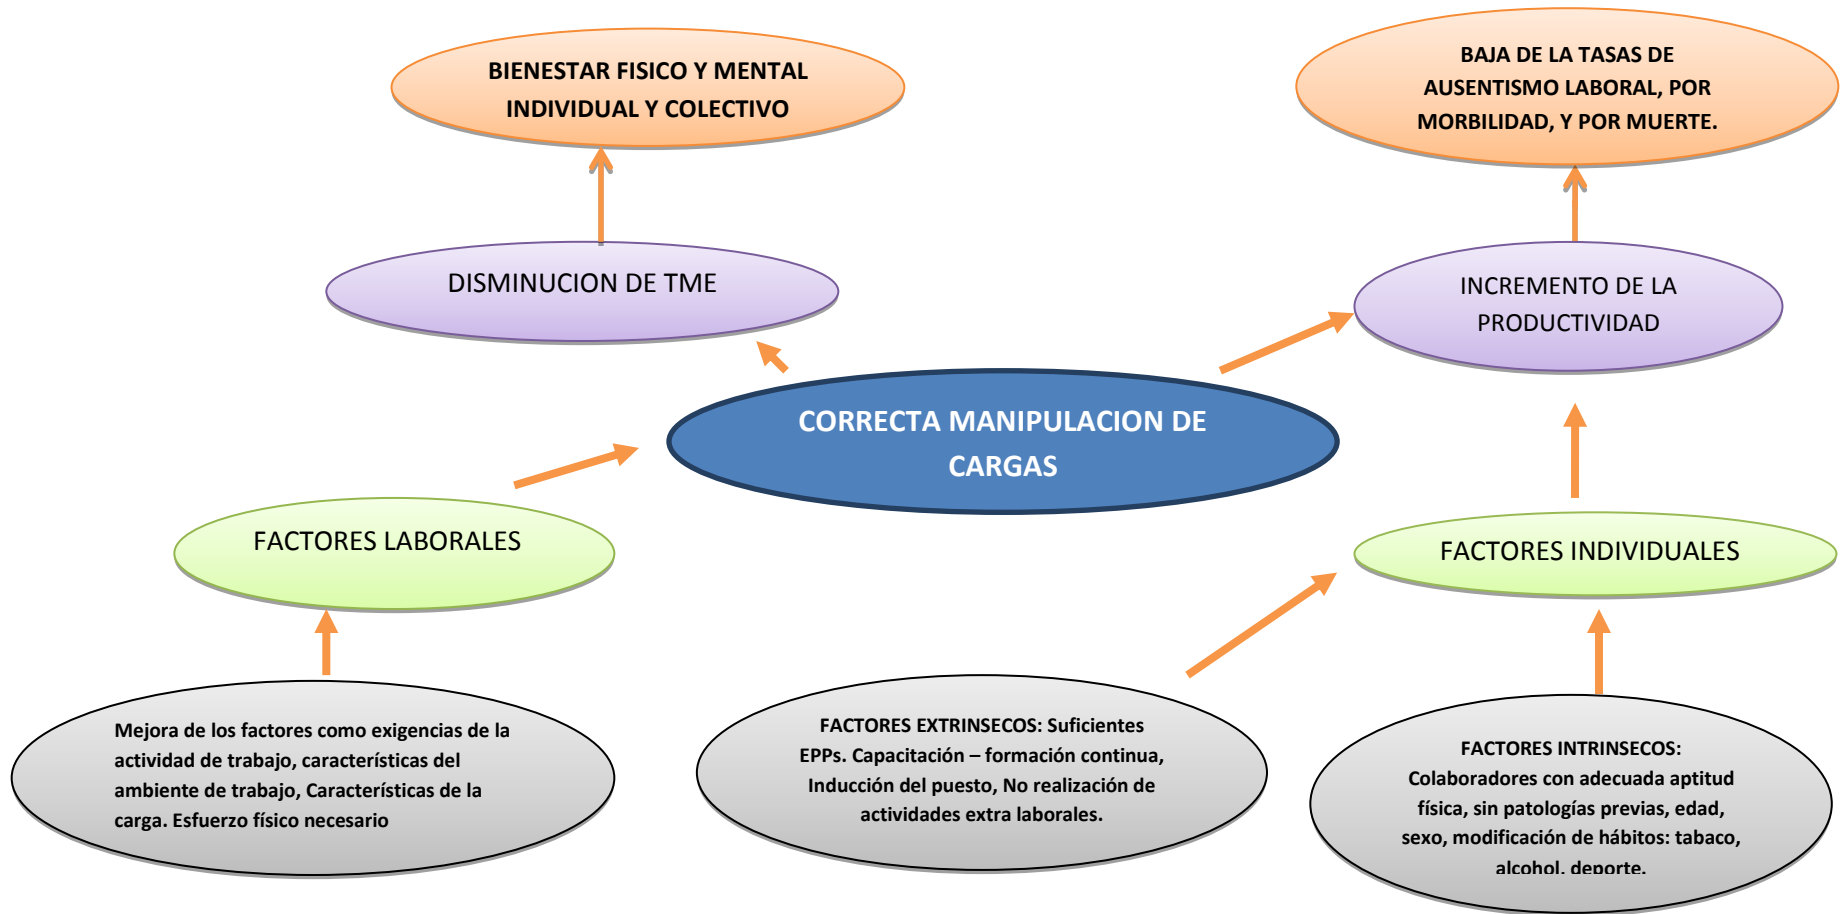 BIENESTAR FISICO Y MENTAL
INDIVIDUAL Y COLECTIVO
BAJA DE LA TASAS DE
AUSENTISMO LABORAL, POR
MORBILIDAD, Y POR MUERTE.
DISMINUCION DE TME
INCREMENTO DE LA
PRODUCTIVIDAD
CORRECTA MANIPULACION DE
CARGAS
FACTORES LABORALES
FACTORES INDIVIDUALES
Mejora de los factores como exigencias de la
actividad de trabajo, características del
ambiente de trabajo, Características de la
carga. Esfuerzo físico necesario
FACTORES EXTRINSECOS: Suficientes
EPPs. Capacitación – formación continua,
Inducción del puesto, No realización de
actividades extra laborales.
FACTORES INTRINSECOS:
Colaboradores con adecuada aptitud
física, sin patologías previas, edad,
sexo, modificación de hábitos: tabaco,
alcohol, deporte.